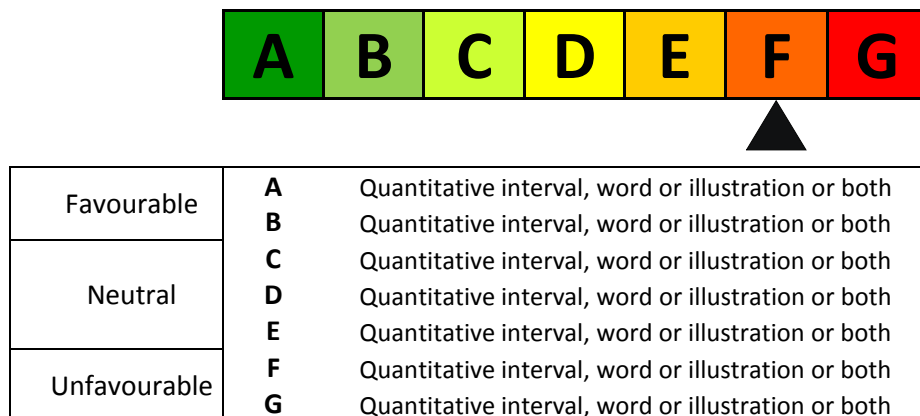 A B C D E F G
Favourable
A Quantitative interval, word or illustration or both
B Quantitative interval, word or illustration or both
Neutral
C Quantitative interval, word or illustration or both
D Quantitative interval, word or illustration or both
E Quantitative interval, word or illustration or both
Unfavourable
F Quantitative interval, word or illustration or both
G Quantitative interval, word or illustration or both